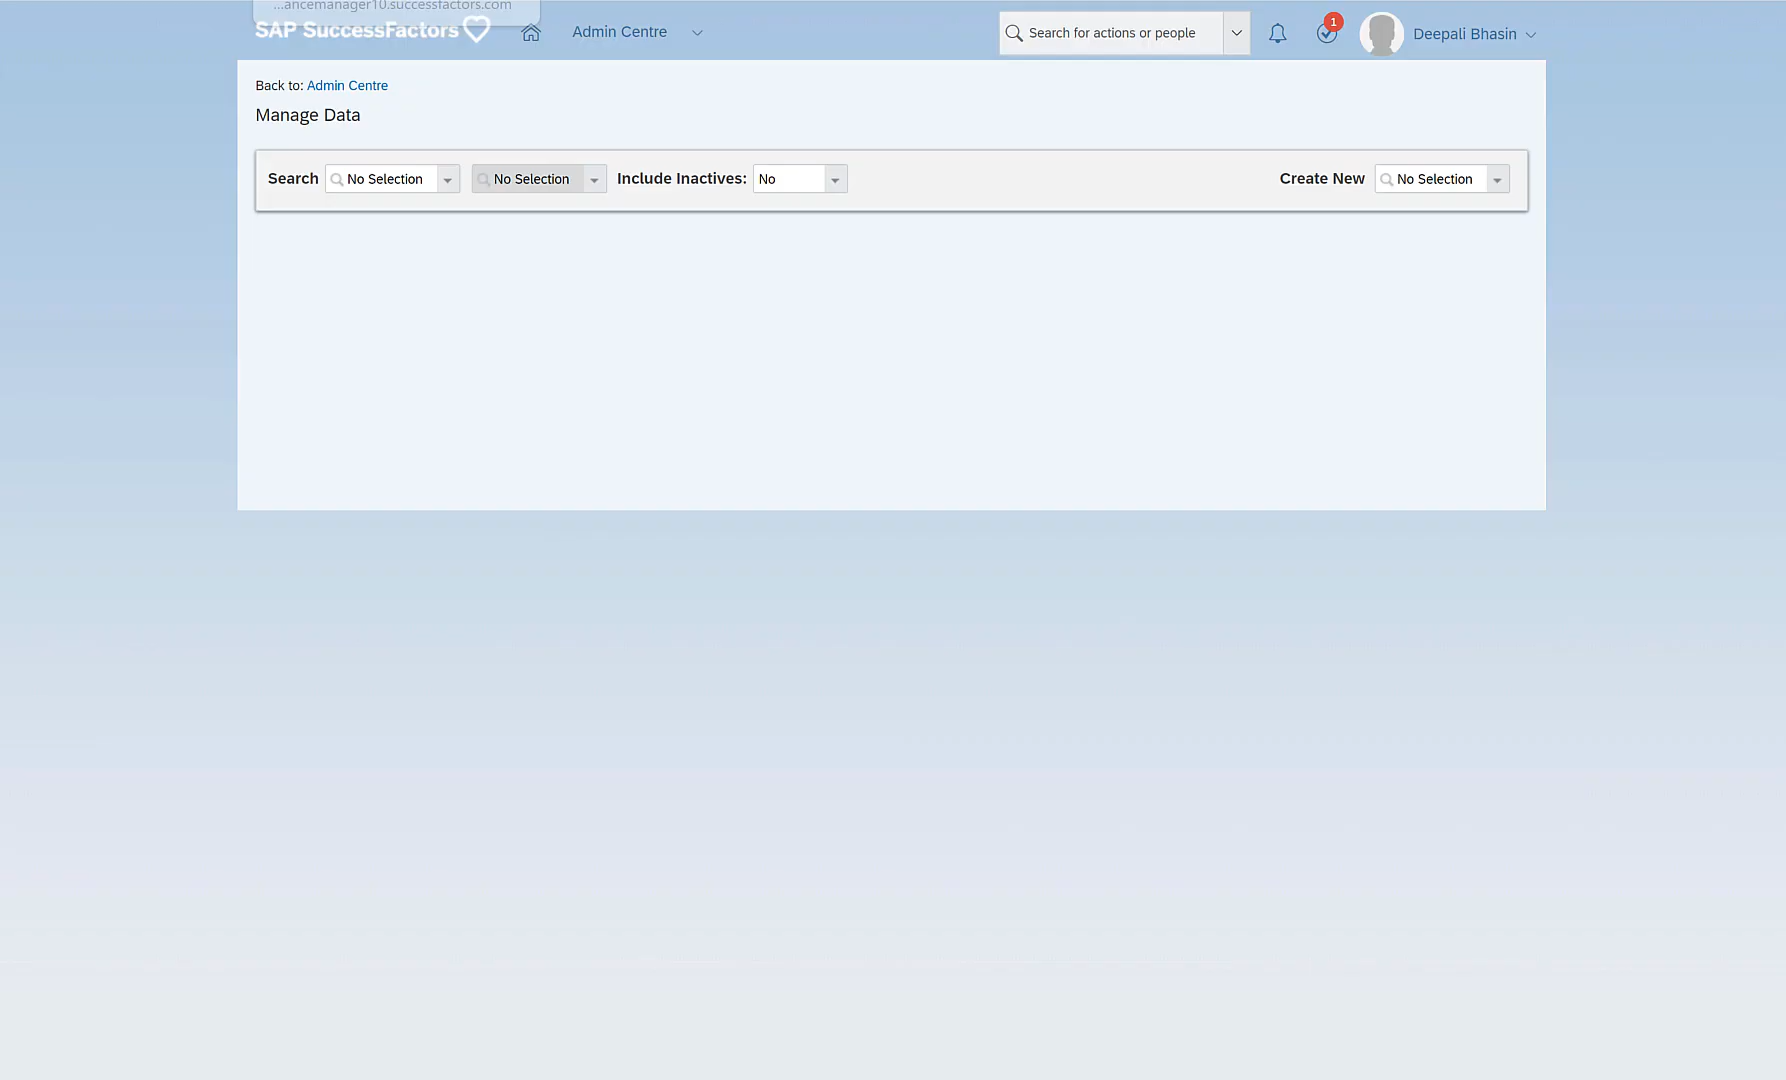 ...ancemanager10.successfactors.com
SAP SuccessFactors
Admin Centre
Search for actions or people
1
Deepali Bhasin
Back to: Admin Centre
Manage Data
Search No Selection No Selection Include Inactives: No Create New No Selection